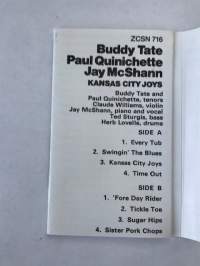 ZCSN 716
Buddy Tate
Paul Quinichette
Jay McShann
KANSAS CITY JOYS
Buddy Tate and
Paul Quinichette, tenors
Claude Williams, violin
Jay McShann, piano and vocal
Ted Sturgis, bass
Herb Lovelle, drums
SIDE A
1. Every Tub
2. Swingin' The Blues
3. Kansas City Joys
4. Time Out
SIDE B
1. 'Fore Day Rider
2. Tickle Toe
3. Sugar Hips
4. Sister Pork Chops